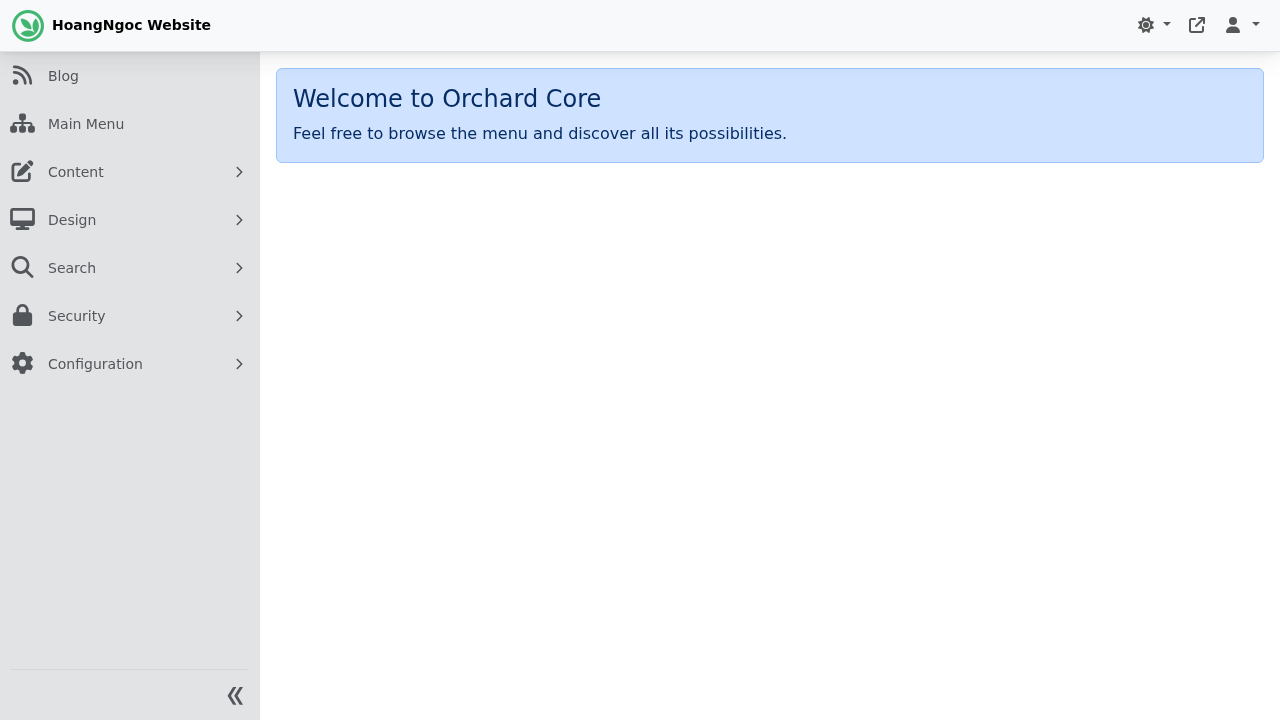 HoangNgoc Website
Blog
Main Menu
Content
Design
Search
Security
Configuration
Welcome to Orchard Core
Feel free to browse the menu and discover all its possibilities.